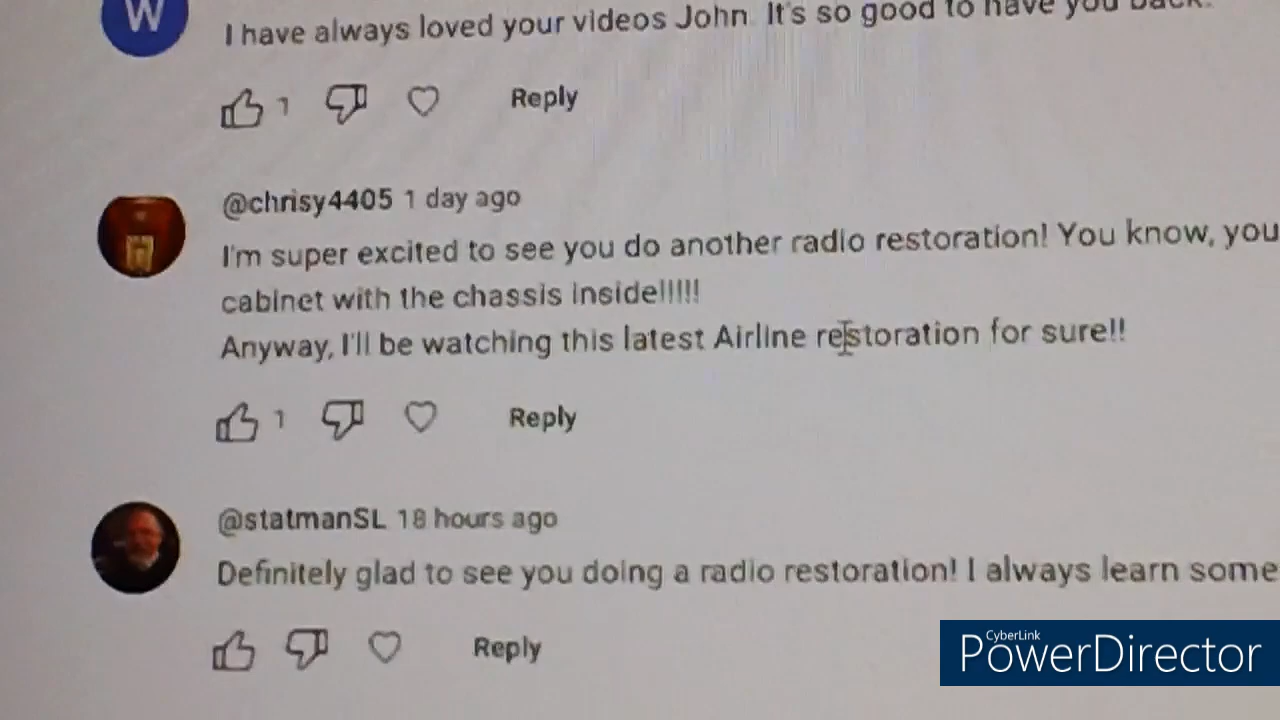 W
I have always loved your videos John. It's so good to have you back.
1
Reply
@chrisy4405 1 day ago
I'm super excited to see you do another radio restoration! You know, you
cabinet with the chassis inside!!!!!
Anyway, I'll be watching this latest Airline restoration for sure!!
1
Reply
@statmanSL 18 hours ago
Definitely glad to see you doing a radio restoration! I always learn some
Reply
CyberLink
PowerDirector